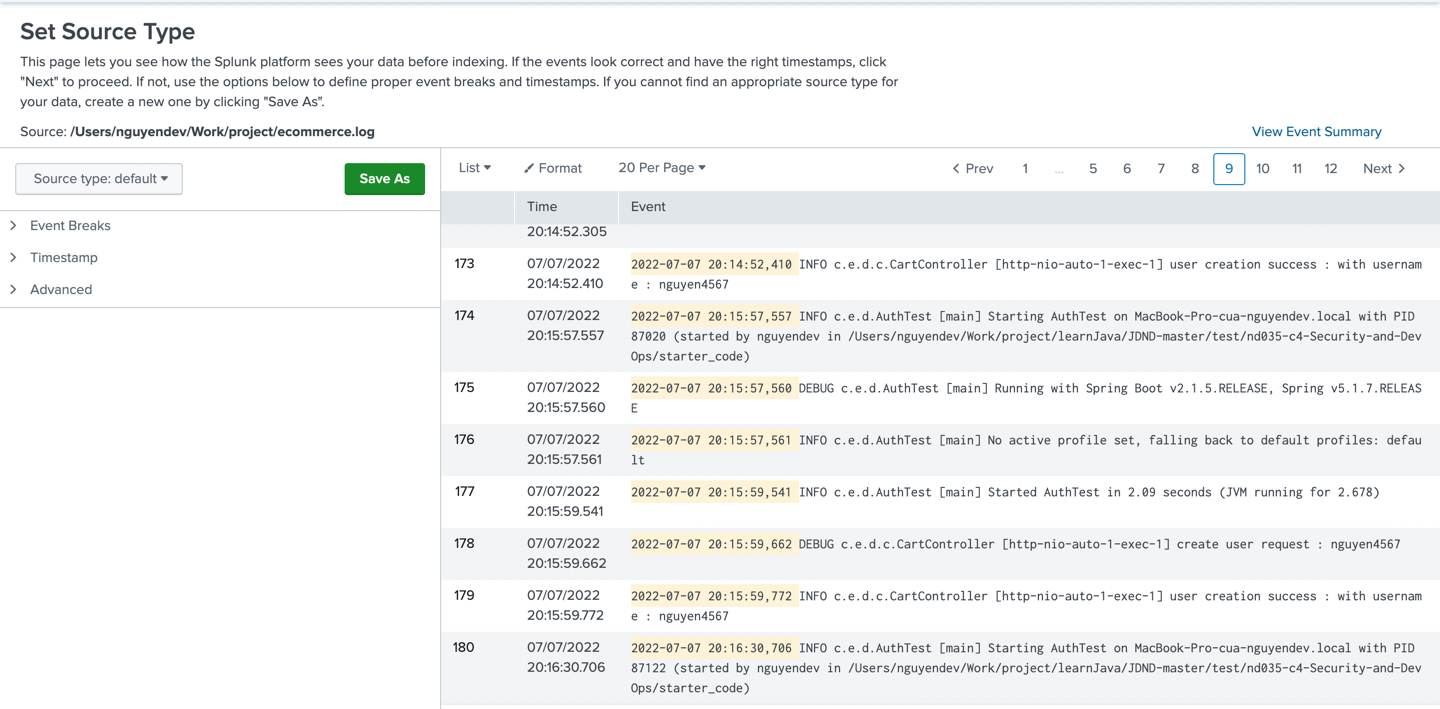 Set Source Type
This page lets you see how the Splunk platform sees your data before indexing. If the events look correct and have the right timestamps, click
"Next" to proceed. If not, use the options below to define proper event breaks and timestamps. If you cannot find an appropriate source type for
your data, create a new one by clicking "Save As".
Source: /Users/nguyendev/Work/project/ecommerce.log
View Event Summary
Source type: default
Save As
Event Breaks
Timestamp
Advanced
List
Format
20 Per Page
Prev 1 ... 5 6 7 8 9 10 11 12 Next
Time Event
20:14:52.305
173 07/07/2022 2022-07-07 20:14:52,410 INFO c.e.d.c.CartController [http-nio-auto-1-exec-1] user creation success : with usernam
20:14:52.410 e : nguyen4567
174 07/07/2022 2022-07-07 20:15:57,557 INFO c.e.d.AuthTest [main] Starting AuthTest on MacBook-Pro-cua-nguyendev.local with PID
20:15:57.557 87020 (started by nguyendev in /Users/nguyendev/Work/project/learnJava/JDND-master/test/nd035-c4-Security-and-Dev
Ops/starter_code)
175 07/07/2022 2022-07-07 20:15:57,560 DEBUG c.e.d.AuthTest [main] Running with Spring Boot v2.1.5.RELEASE, Spring v5.1.7.RELEAS
20:15:57.560 E
176 07/07/2022 2022-07-07 20:15:57,561 INFO c.e.d.AuthTest [main] No active profile set, falling back to default profiles: defau
20:15:57.561 lt
177 07/07/2022 2022-07-07 20:15:59,541 INFO c.e.d.AuthTest [main] Started AuthTest in 2.09 seconds (JVM running for 2.678)
20:15:59.541
178 07/07/2022 2022-07-07 20:15:59,662 DEBUG c.e.d.c.CartController [http-nio-auto-1-exec-1] create user request : nguyen4567
20:15:59.662
179 07/07/2022 2022-07-07 20:15:59,772 INFO c.e.d.c.CartController [http-nio-auto-1-exec-1] user creation success : with usernam
20:15:59.772 e : nguyen4567
180 07/07/2022 2022-07-07 20:16:30,706 INFO c.e.d.AuthTest [main] Starting AuthTest on MacBook-Pro-cua-nguyendev.local with PID
20:16:30.706 87122 (started by nguyendev in /Users/nguyendev/Work/project/learnJava/JDND-master/test/nd035-c4-Security-and-Dev
Ops/starter_code)